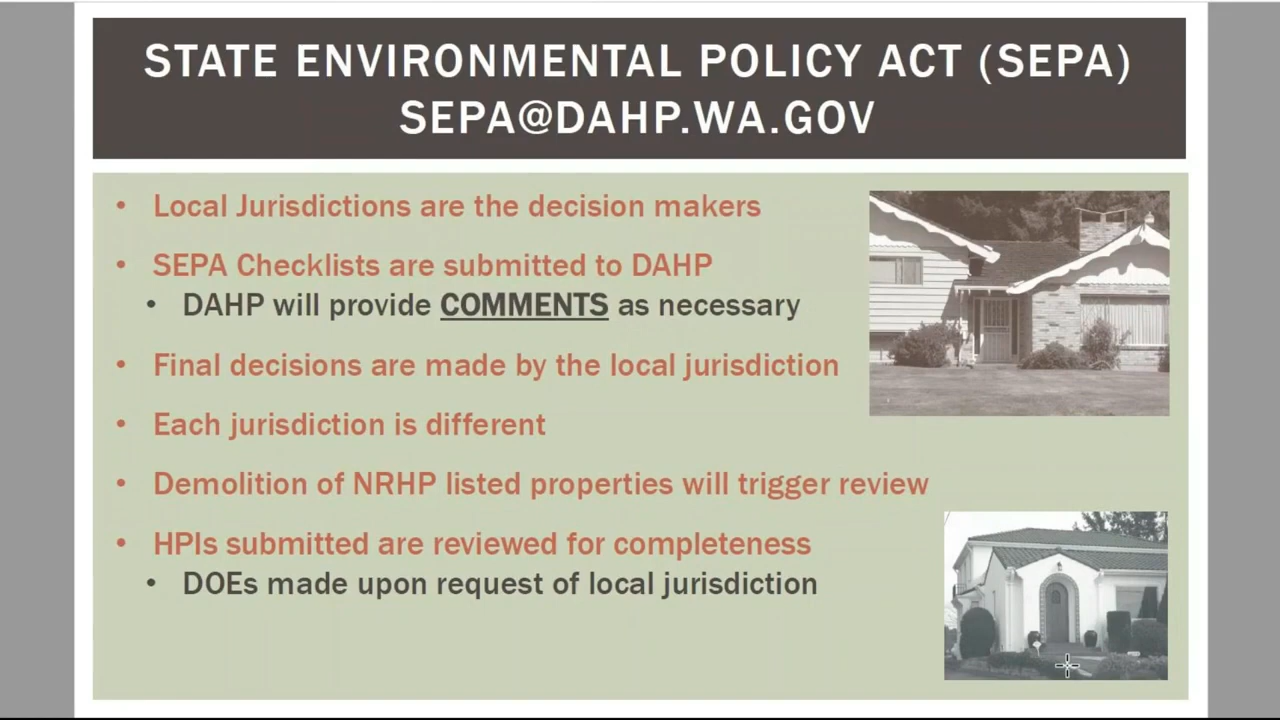 STATE ENVIRONMENTAL POLICY ACT (SEPA)
SEPA@DAHP.WA.GOV
• Local Jurisdictions are the decision makers
• SEPA Checklists are submitted to DAHP
• DAHP will provide COMMENTS as necessary
• Final decisions are made by the local jurisdiction
• Each jurisdiction is different
• Demolition of NRHP listed properties will trigger review
• HPIs submitted are reviewed for completeness
• DOEs made upon request of local jurisdiction